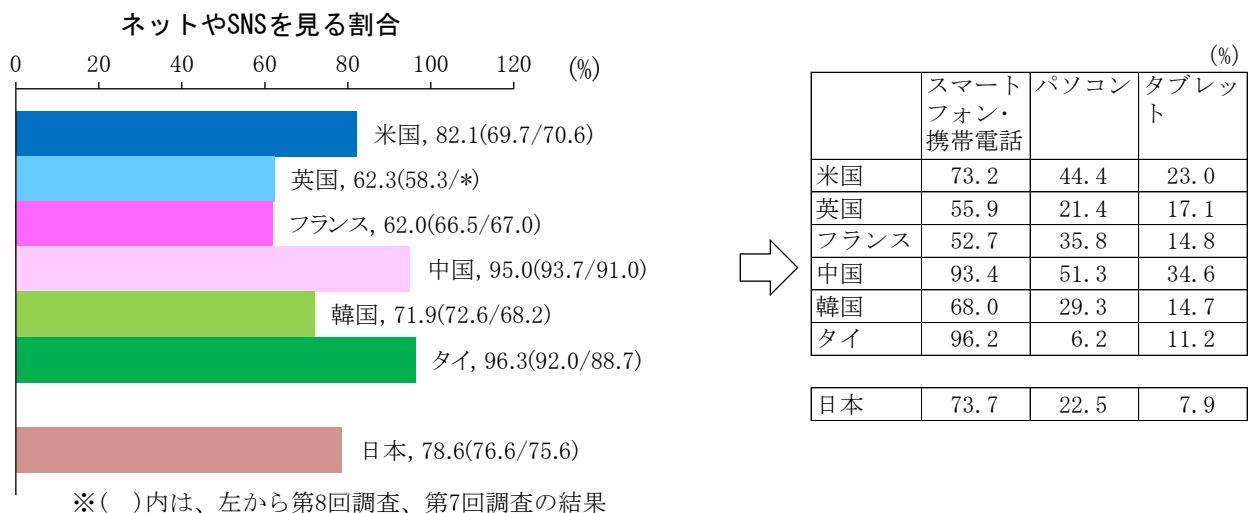 ネットやSNSを見る割合
0 20 40 60 80 100 120 (%)
米国, 82.1(69.7/70.6)
英国, 62.3(58.3/*)
フランス, 62.0(66.5/67.0)
中国, 95.0(93.7/91.0)
韓国, 71.9(72.6/68.2)
タイ, 96.3(92.0/88.7)
日本, 78.6(76.6/75.6)
※(　)内は、左から第8回調査、第7回調査の結果
(%)
スマート パソコン タブレッ
フォン・ ト
携帯電話
米国 73.2 44.4 23.0
英国 55.9 21.4 17.1
フランス 52.7 35.8 14.8
中国 93.4 51.3 34.6
韓国 68.0 29.3 14.7
タイ 96.2 6.2 11.2
日本 73.7 22.5 7.9